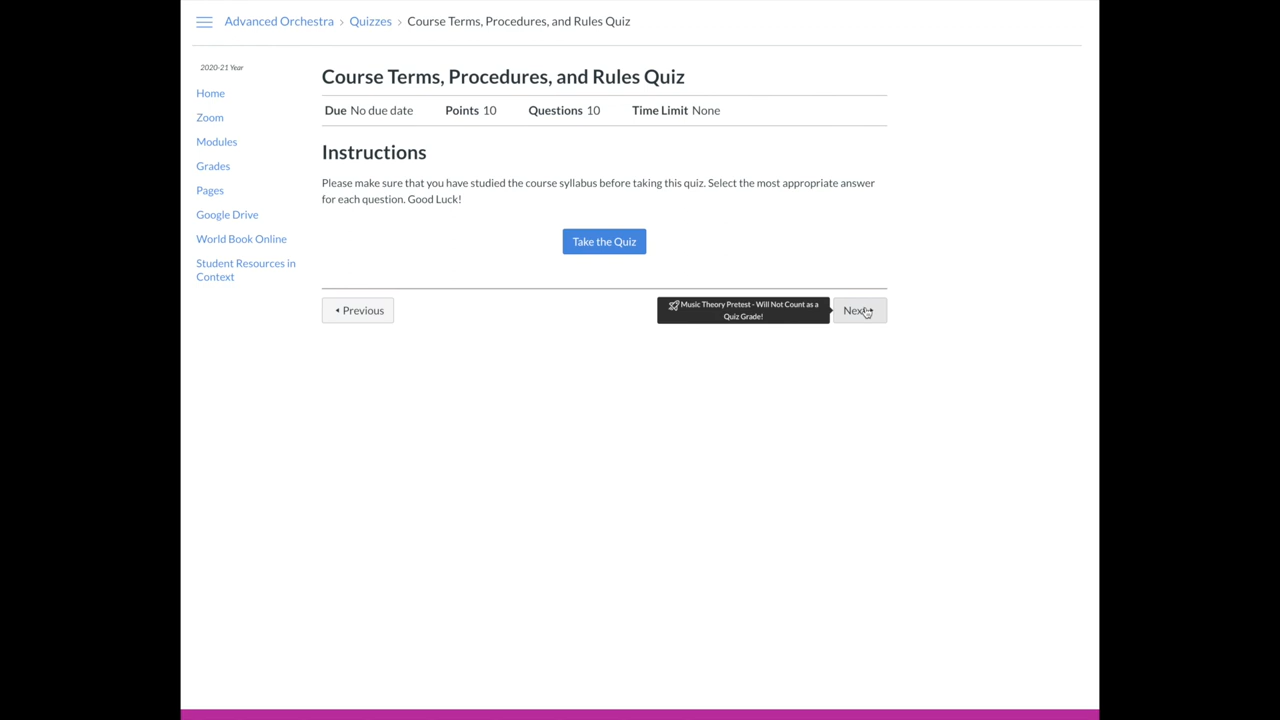 Advanced Orchestra › Quizzes › Course Terms, Procedures, and Rules Quiz
2020-21 Year
Home
Zoom
Modules
Grades
Pages
Google Drive
World Book Online
Student Resources in
Context
Course Terms, Procedures, and Rules Quiz
Due No due date Points 10 Questions 10 Time Limit None
Instructions
Please make sure that you have studied the course syllabus before taking this quiz. Select the most appropriate answer
for each question. Good Luck!
Take the Quiz
Previous
Music Theory Pretest - Will Not Count as a
Quiz Grade!
Next